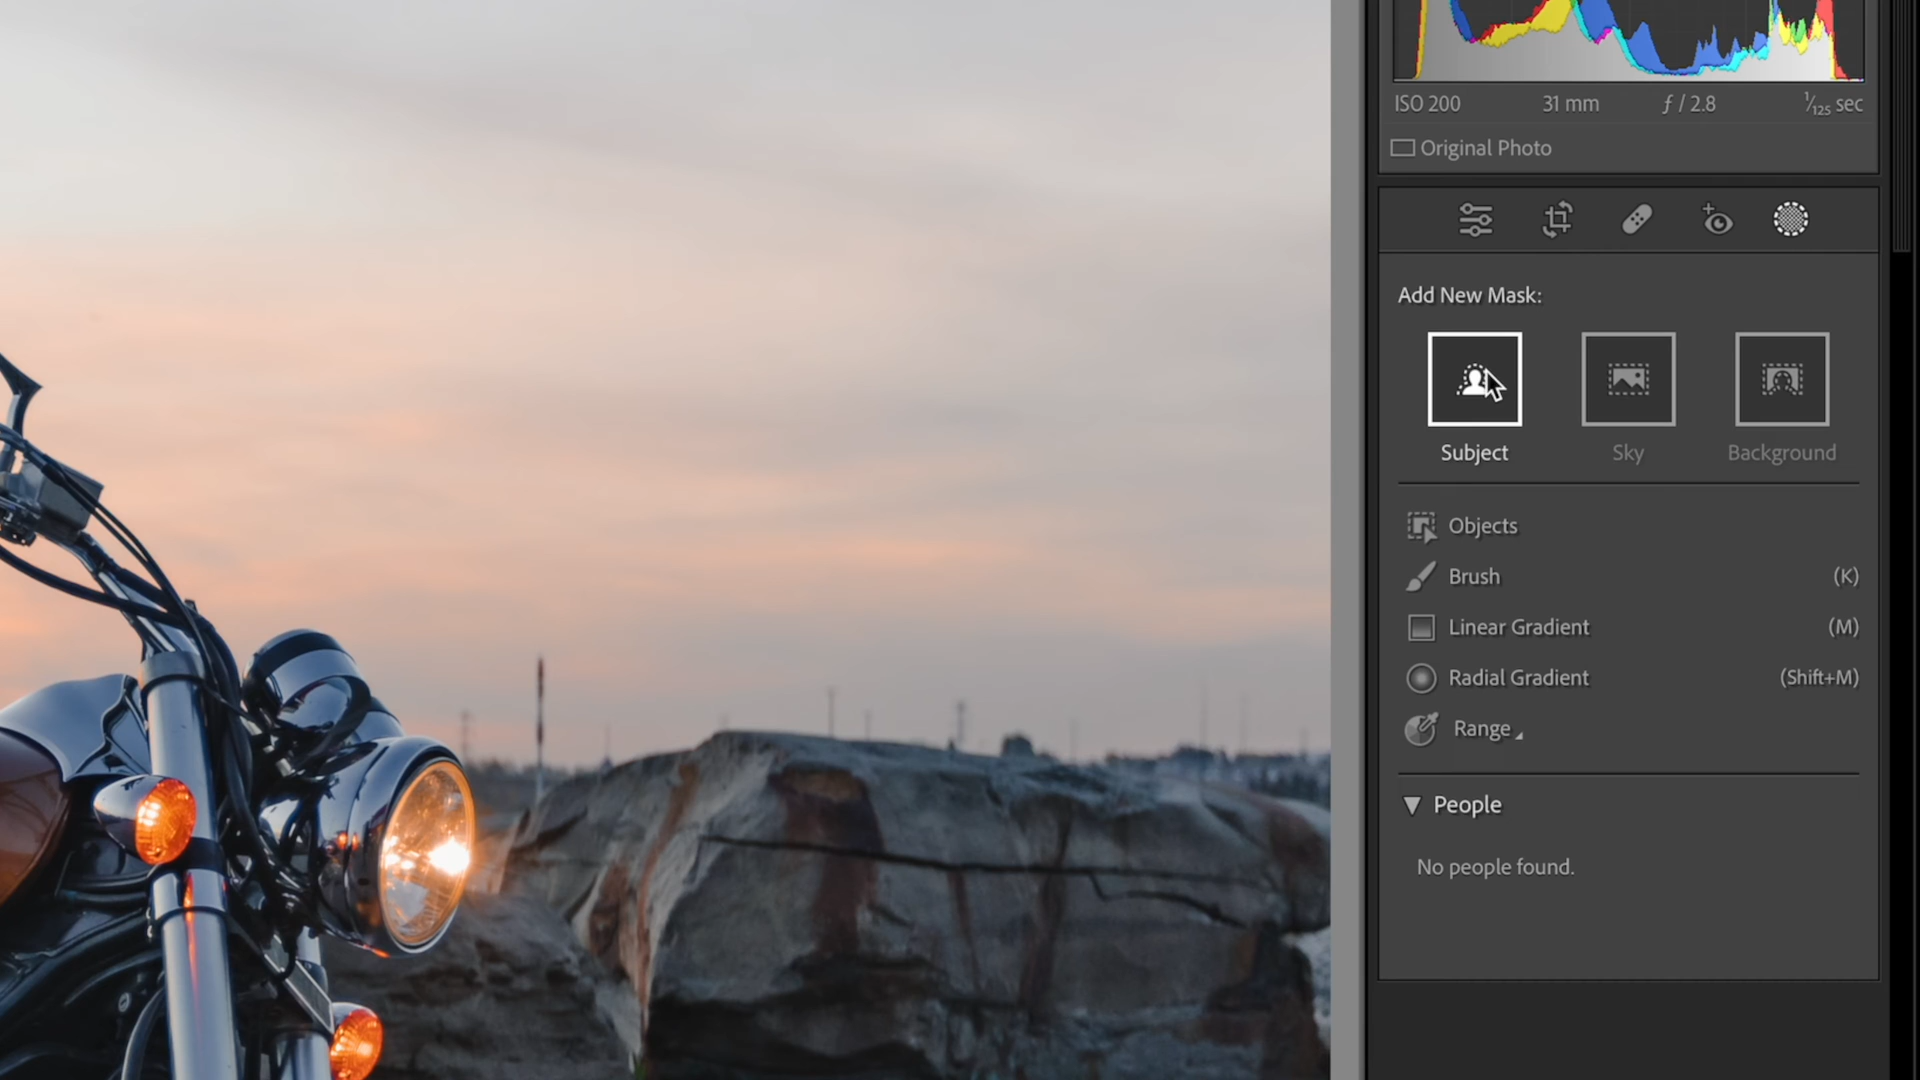 ISO 200 31 mm ƒ / 2.8 1/125 sec
Original Photo
Add New Mask:
Subject Sky Background
Objects
Brush (K)
Linear Gradient (M)
Radial Gradient (Shift+M)
Range
People
No people found.